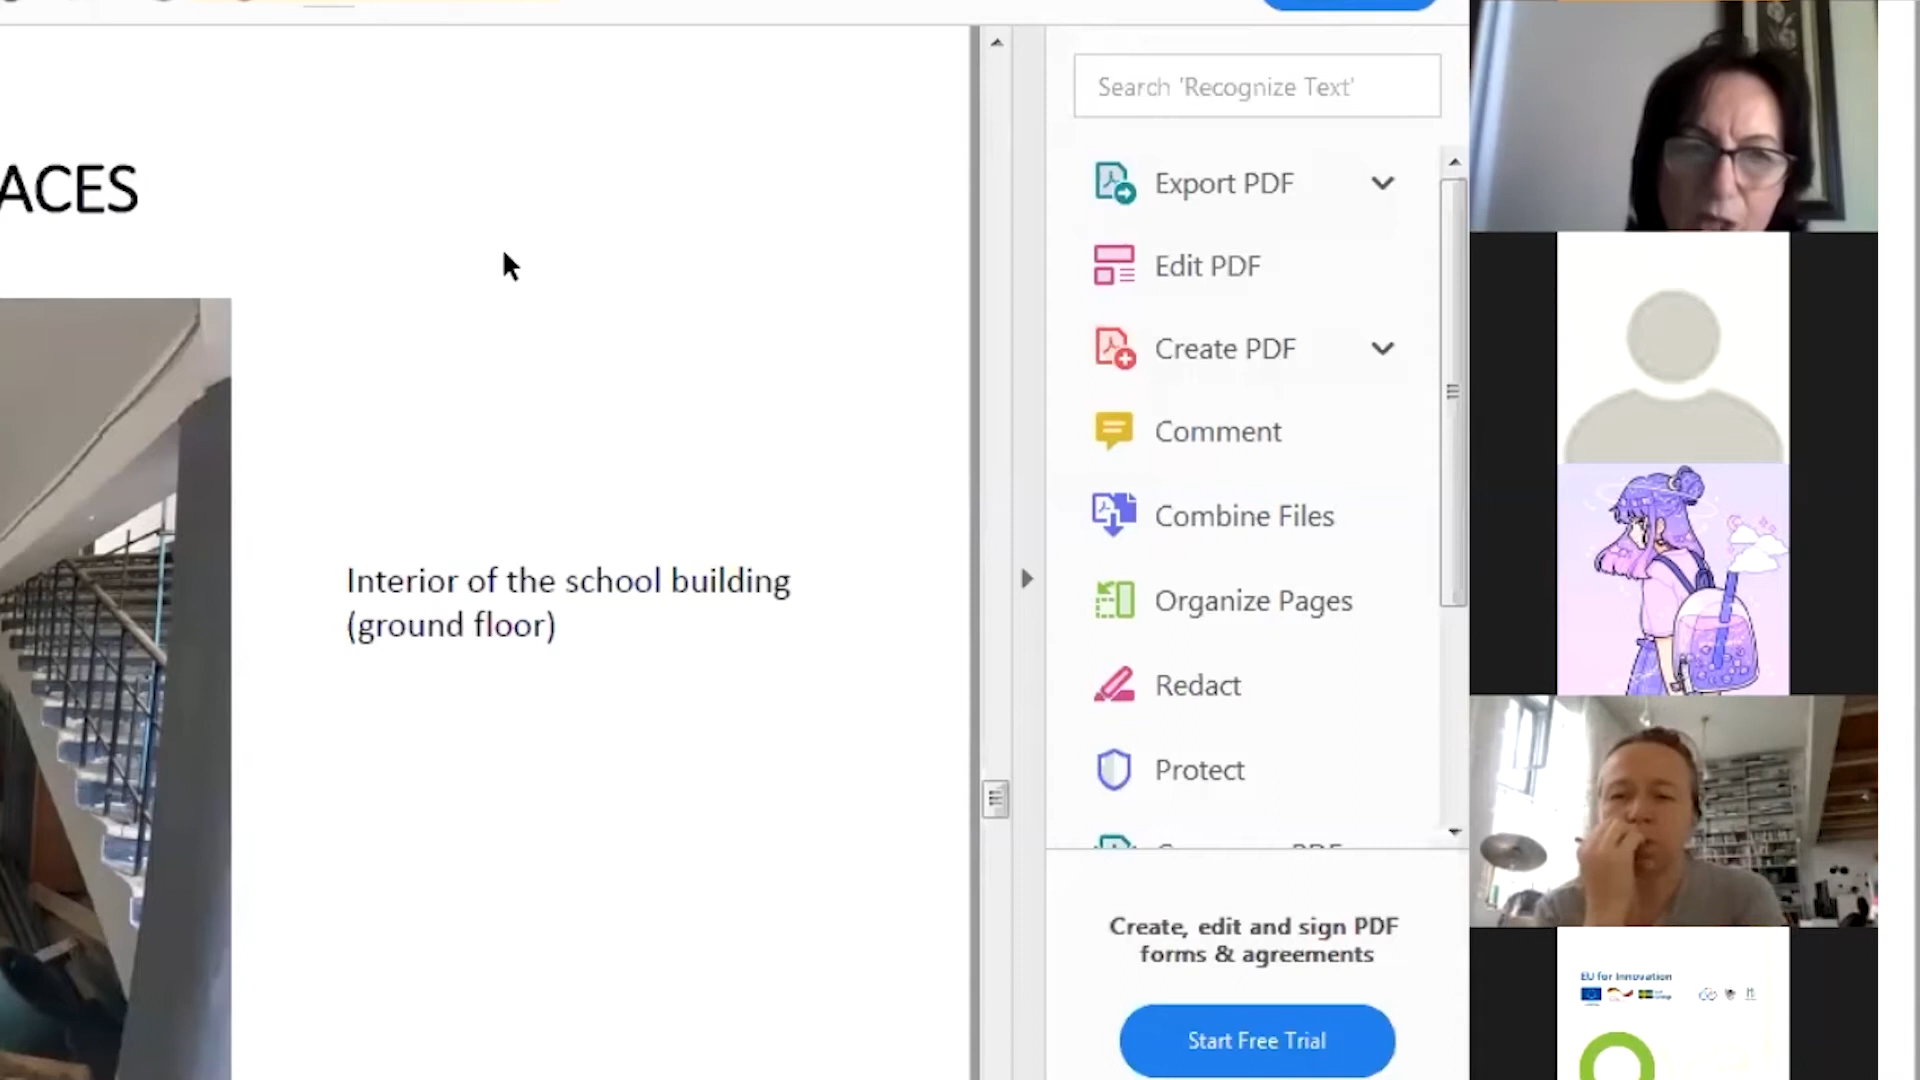 ACES
Interior of the school building
(ground floor)
Search 'Recognize Text'
Export PDF
Edit PDF
Create PDF
Comment
Combine Files
Organize Pages
Redact
Protect
Create, edit and sign PDF
forms & agreements
Start Free Trial
EU for Innovation